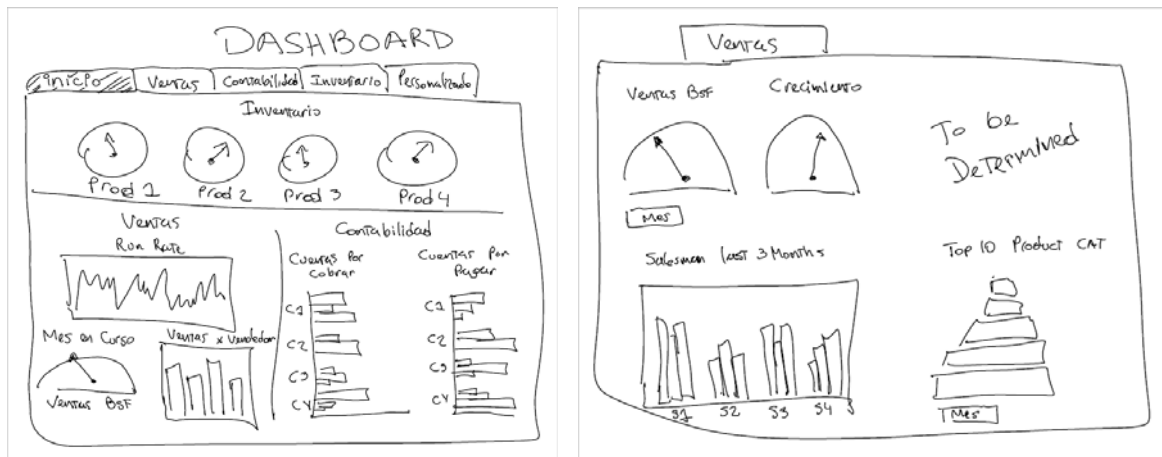 DASHBOARD
inicio Ventas Contabilidad Inventario Personalizado
Inventario
Prod 1 Prod 2 Prod 3 Prod 4
Ventas
Run Rate
Mes en Curso
Ventas BsF
Ventas x Vendedor
Contabilidad
Cuentas Por
Cobrar
C1
C2
C3
C4
Cuentas Por
Pagar
C1
C2
C3
C4
Ventas
Ventas BsF
Mes
Crecimiento
To be
Determined
Salesman last 3 Months
S1 S2 S3 S4
Top 10 Product CAT
Mes